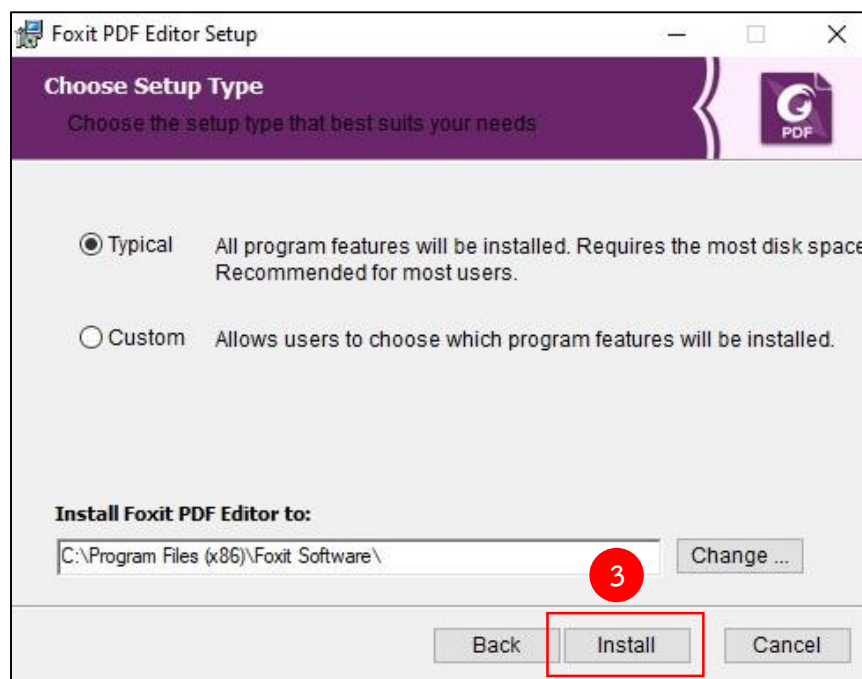 Foxit PDF Editor Setup
Choose Setup Type
Choose the setup type that best suits your needs
PDF
Typical
All program features will be installed. Requires the most disk space
Recommended for most users.
Custom
Allows users to choose which program features will be installed.
Install Foxit PDF Editor to:
C:\Program Files (x86)\Foxit Software\
Change ...
3
Back
Install
Cancel